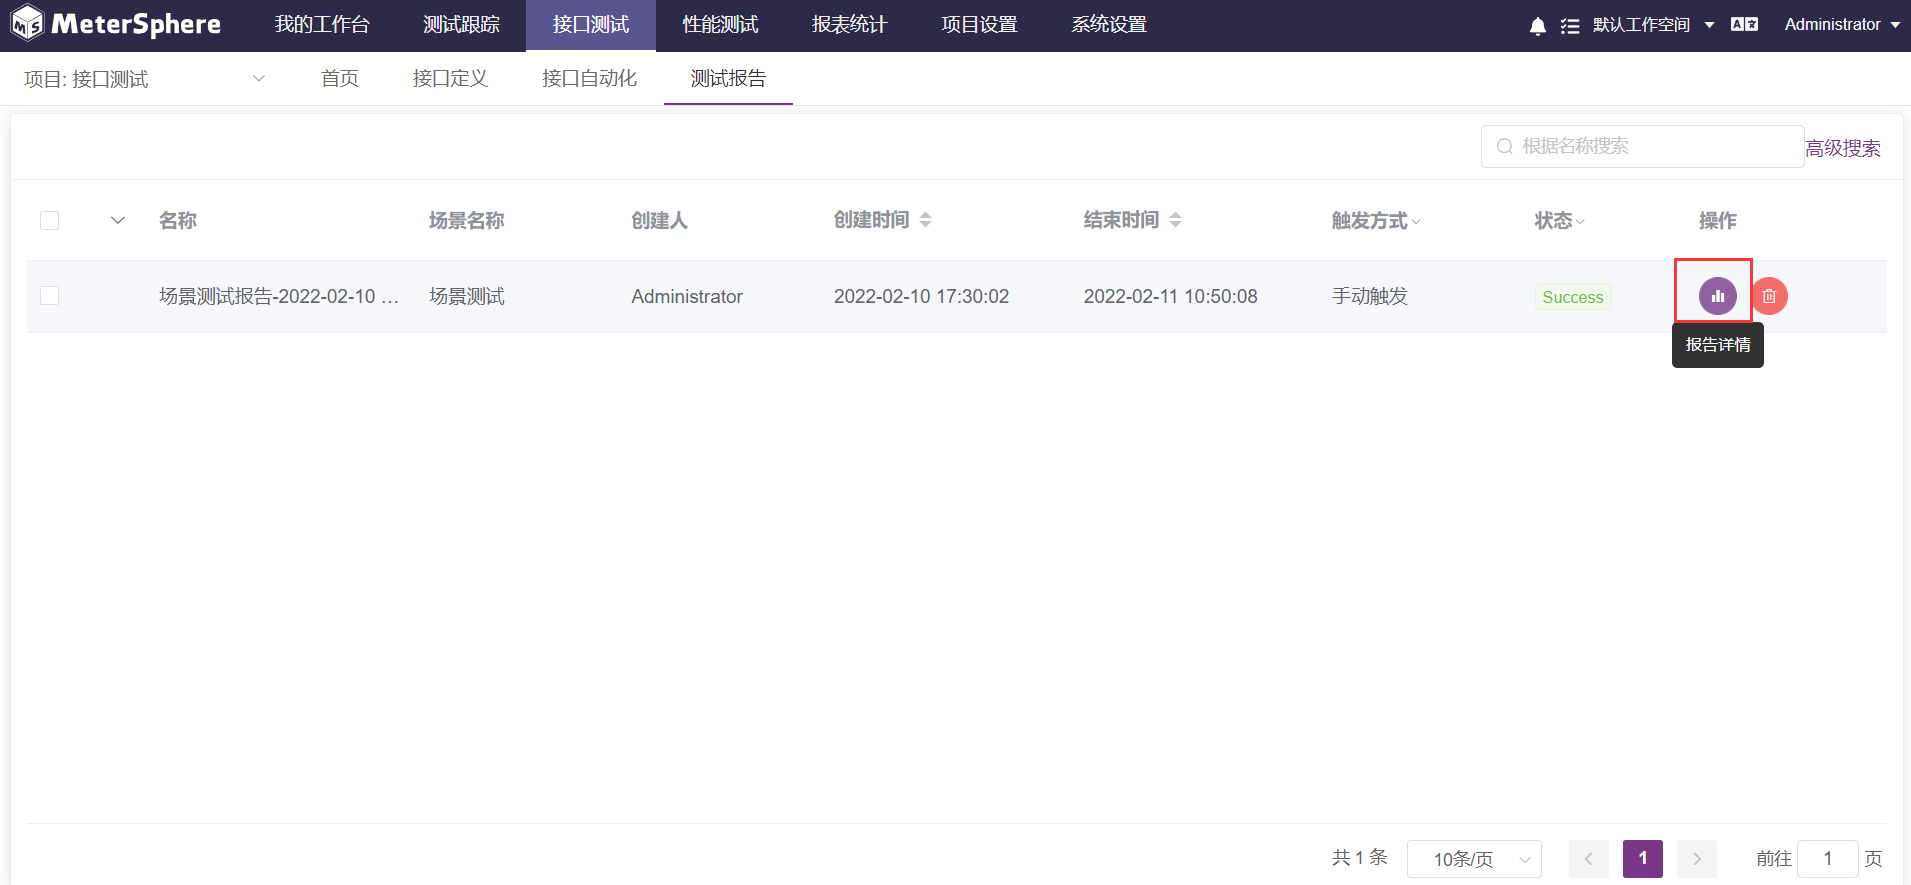 MeterSphere 我的工作台 测试跟踪 接口测试 性能测试 报表统计 项目设置 系统设置 默认工作空间 Administrator
项目: 接口测试 首页 接口定义 接口自动化 测试报告
根据名称搜索 高级搜索
名称 场景名称 创建人 创建时间 结束时间 触发方式 状态 操作
场景测试报告-2022-02-10 … 场景测试 Administrator 2022-02-10 17:30:02 2022-02-11 10:50:08 手动触发 Success
报告详情
共 1 条 10条/页 1 前往 1 页